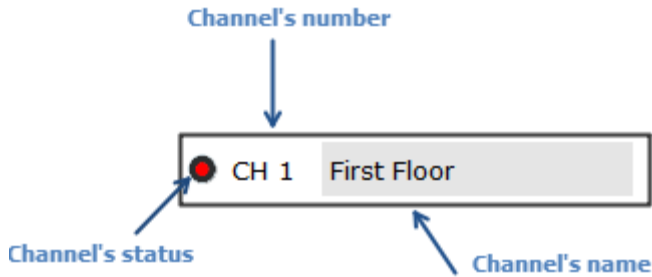 Channel's number
CH 1 First Floor
Channel's status
Channel's name